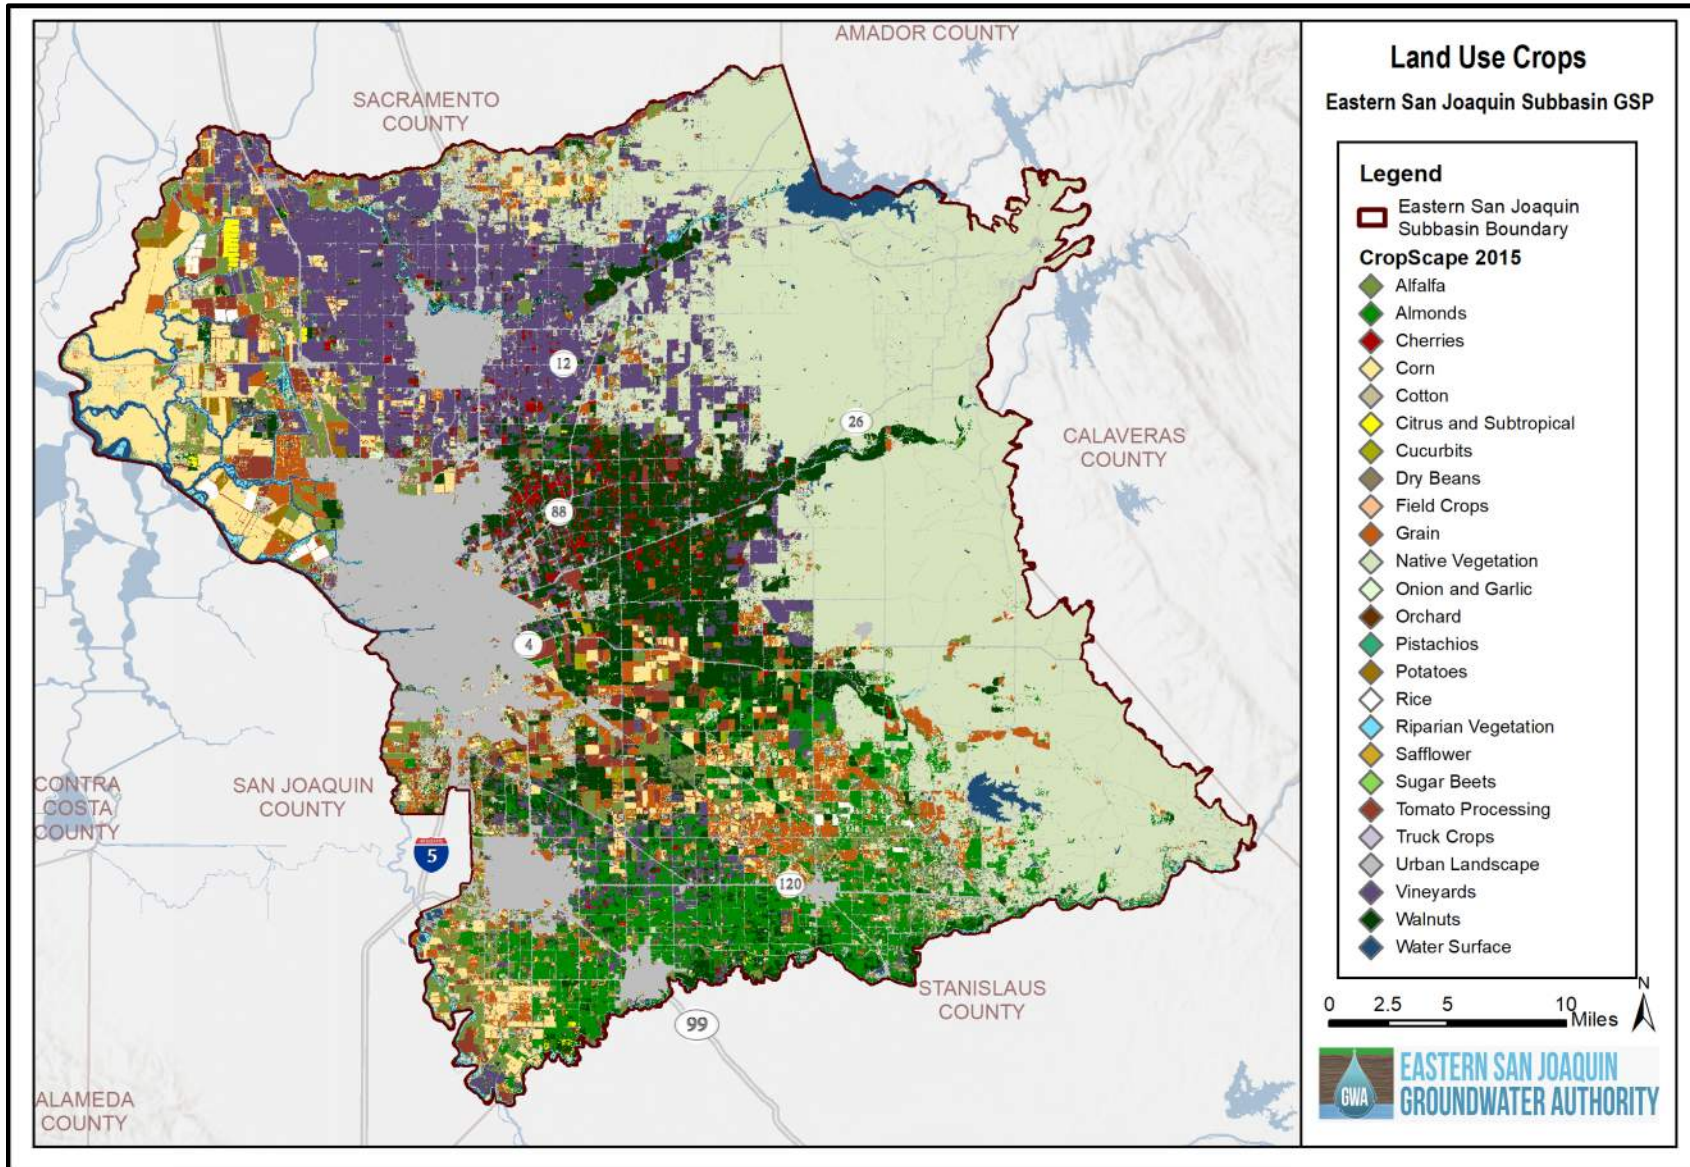 AMADOR COUNTY
SACRAMENTO
COUNTY
12
26
CALAVERAS
COUNTY
88
4
CONTRA
COSTA
COUNTY
SAN JOAQUIN
COUNTY
5
120
STANISLAUS
COUNTY
99
ALAMEDA
COUNTY
Land Use Crops
Eastern San Joaquin Subbasin GSP
Legend
Eastern San Joaquin
Subbasin Boundary
CropScape 2015
Alfalfa
Almonds
Cherries
Corn
Cotton
Citrus and Subtropical
Cucurbits
Dry Beans
Field Crops
Grain
Native Vegetation
Onion and Garlic
Orchard
Pistachios
Potatoes
Rice
Riparian Vegetation
Safflower
Sugar Beets
Tomato Processing
Truck Crops
Urban Landscape
Vineyards
Walnuts
Water Surface
N
0 2.5 5 10
Miles
GWA
EASTERN SAN JOAQUIN
GROUNDWATER AUTHORITY